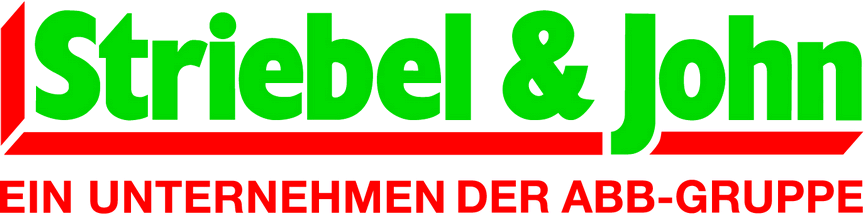 Striebel & John
EIN UNTERNEHMEN DER ABB-GRUPPE